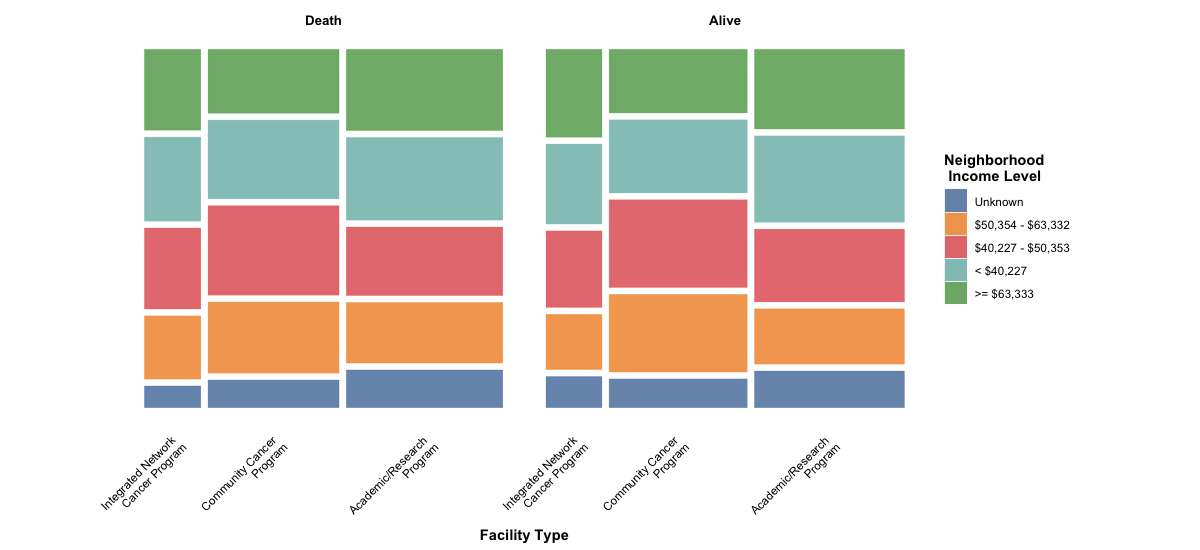 Death
Alive
Neighborhood
Income Level
Unknown
$50,354 - $63,332
$40,227 - $50,353
< $40,227
>= $63,333
Integrated Network
Cancer Program
Community Cancer
Program
Academic/Research
Program
Integrated Network
Cancer Program
Community Cancer
Program
Academic/Research
Program
Facility Type